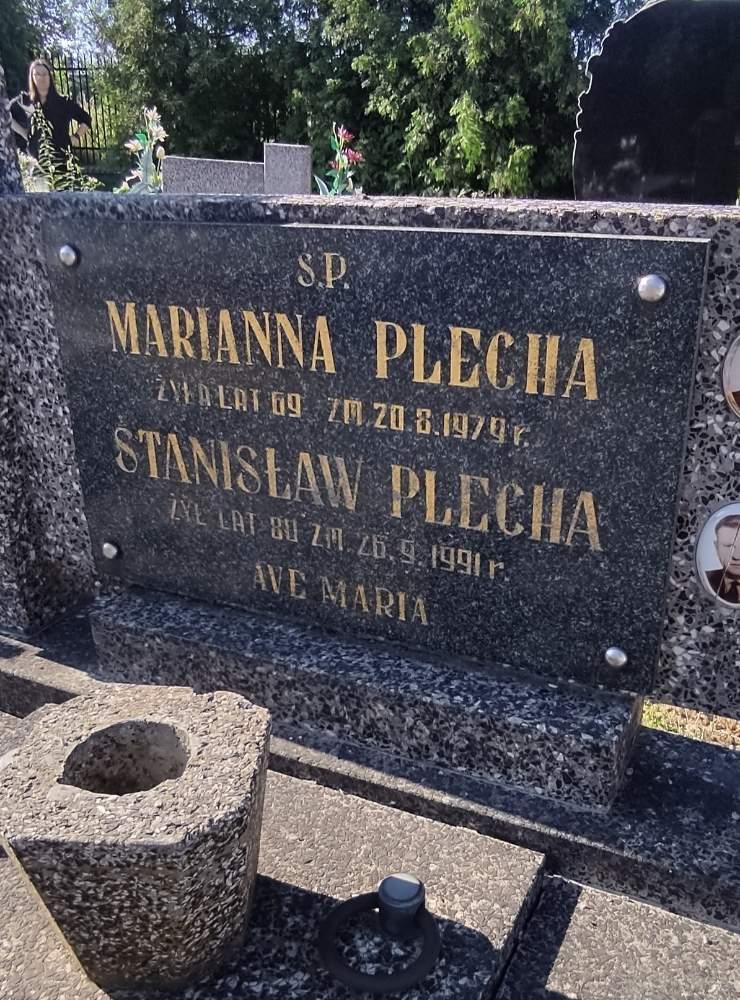 Ś.P.
MARIANNA PLECHA
ŻYŁA LAT 69 ZM. 20.8.1979 r.
STANISŁAW PLECHA
ŻYŁ LAT 80 ZM. 26.9.1991 r.
AVE MARIA